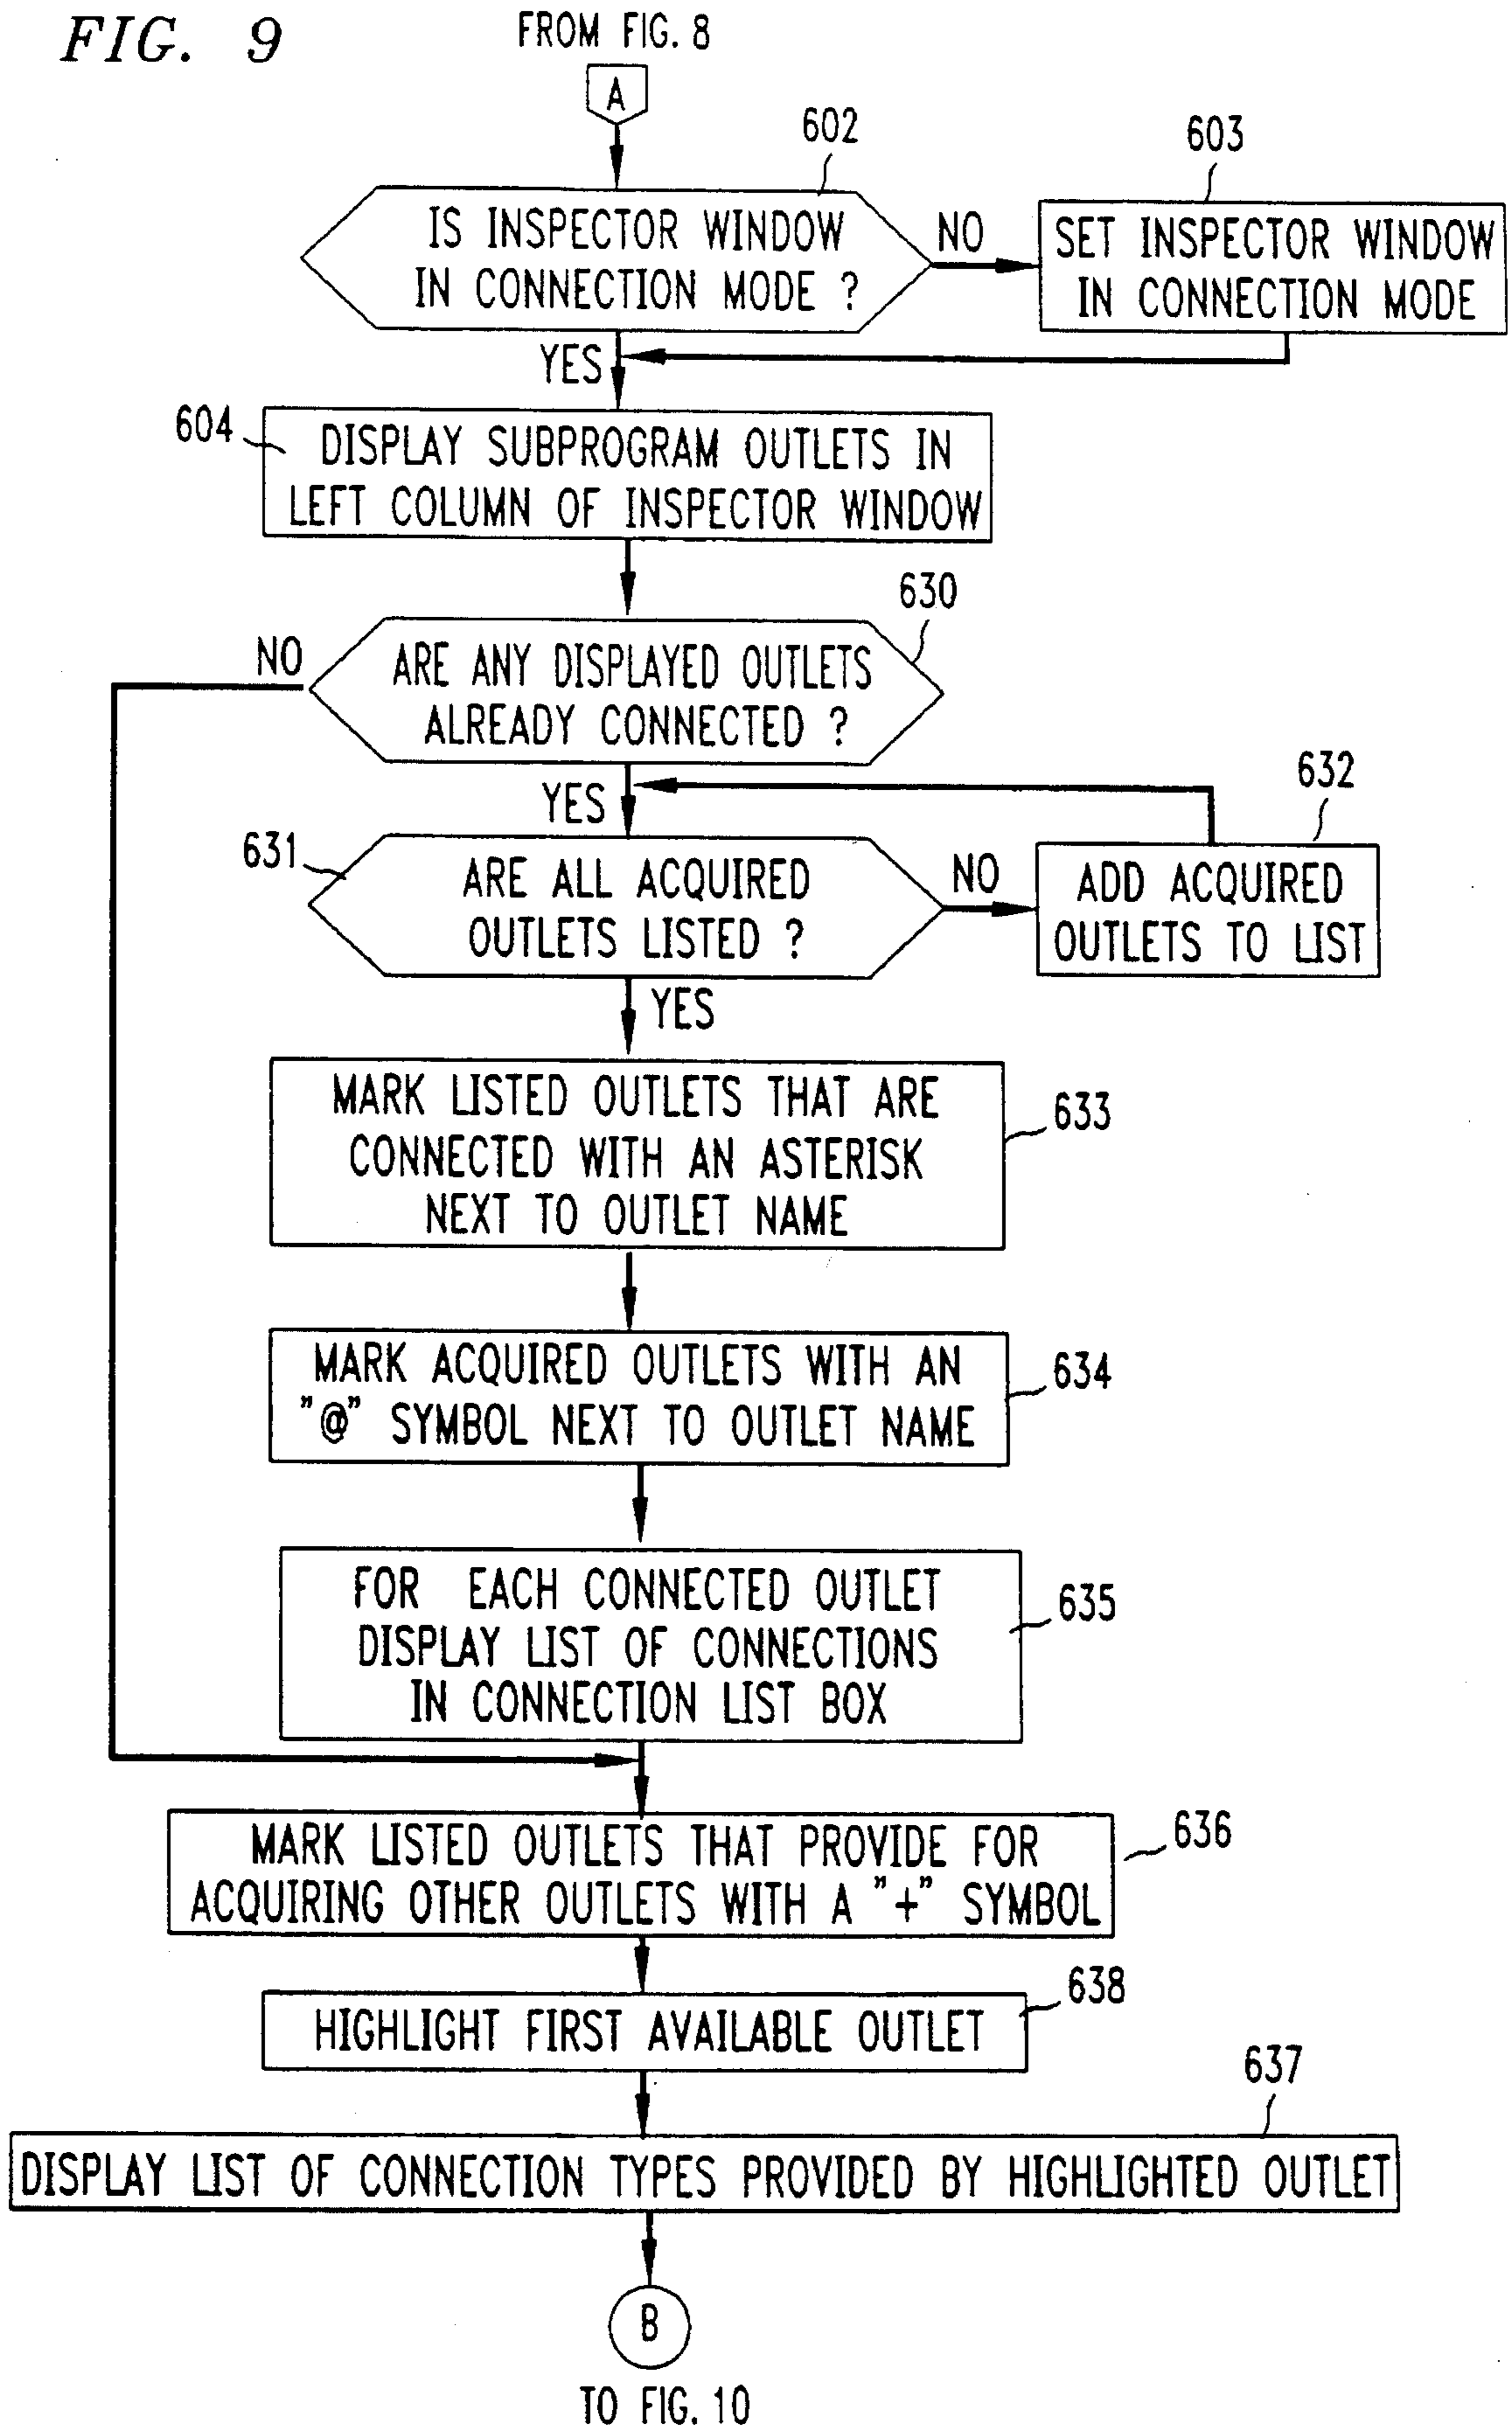 FIG. 9
FROM FIG. 8
A
602
603
IS INSPECTOR WINDOW
IN CONNECTION MODE ?
NO
SET INSPECTOR WINDOW
IN CONNECTION MODE
YES
604
DISPLAY SUBPROGRAM OUTLETS IN
LEFT COLUMN OF INSPECTOR WINDOW
630
NO
ARE ANY DISPLAYED OUTLETS
ALREADY CONNECTED ?
YES
632
631
ARE ALL ACQUIRED
OUTLETS LISTED ?
NO
ADD ACQUIRED
OUTLETS TO LIST
YES
MARK LISTED OUTLETS THAT ARE
CONNECTED WITH AN ASTERISK
NEXT TO OUTLET NAME
633
MARK ACQUIRED OUTLETS WITH AN
"@" SYMBOL NEXT TO OUTLET NAME
634
FOR EACH CONNECTED OUTLET
DISPLAY LIST OF CONNECTIONS
IN CONNECTION LIST BOX
635
MARK LISTED OUTLETS THAT PROVIDE FOR
ACQUIRING OTHER OUTLETS WITH A "+" SYMBOL
636
638
HIGHLIGHT FIRST AVAILABLE OUTLET
637
DISPLAY LIST OF CONNECTION TYPES PROVIDED BY HIGHLIGHTED OUTLET
B
TO FIG. 10